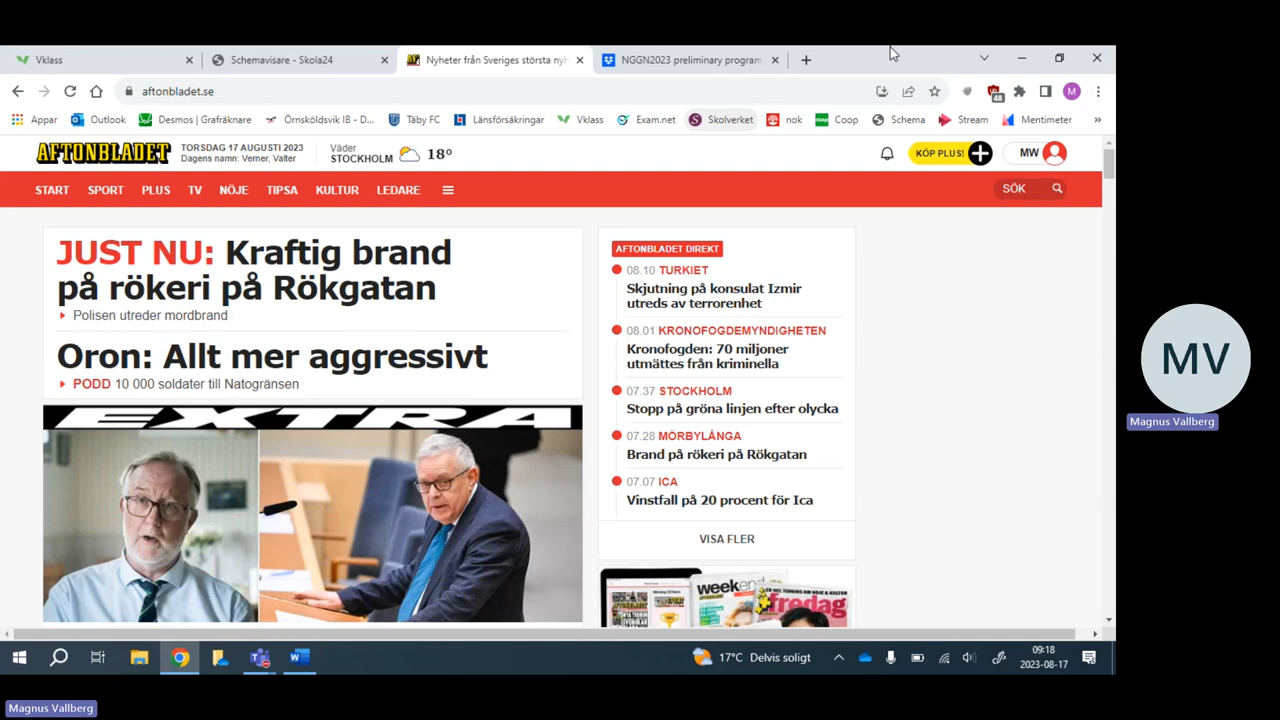 Vklass
Schemavisare - Skola24
Nyheter från Sveriges största nyh
NGGN2023 preliminary program
aftonbladet.se
48
M
Appar
Outlook
Desmos | Grafräknare
Örnsköldsvik IB - D...
Täby FC
Länsförsäkringar
Vklass
Exam.net
Skolverket
nok
Coop
Schema
Stream
Mentimeter
»
AFTONBLADET
TORSDAG 17 AUGUSTI 2023
Dagens namn: Verner, Valter
Väder
STOCKHOLM
18°
KÖP PLUS!
MW
START SPORT PLUS TV NÖJE TIPSA KULTUR LEDARE
SÖK
JUST NU: Kraftig brand
på rökeri på Rökgatan
Polisen utreder mordbrand
Oron: Allt mer aggressivt
PODD 10 000 soldater till Natogränsen
EXTRA
AFTONBLADET DIREKT
08.10 TURKIET
Skjutning på konsulat Izmir
utreds av terrorenhet
08.01 KRONOFOGDEMYNDIGHETEN
Kronofogden: 70 miljoner
utmättes från kriminella
07.37 STOCKHOLM
Stopp på gröna linjen efter olycka
07.28 MÖRBYLÅNGA
Brand på rökeri på Rökgatan
07.07 ICA
Vinstfall på 20 procent för Ica
VISA FLER
weekend
fredag
MV
Magnus Vallberg
17°C Delvis soligt
09:18
2023-08-17
Magnus Vallberg